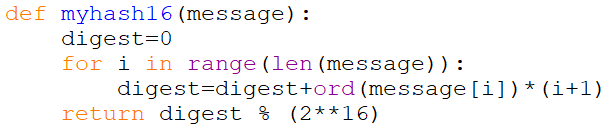 def myhash16(message):
    digest=0
    for i in range(len(message)):
        digest=digest+ord(message[i])*(i+1)
    return digest % (2**16)